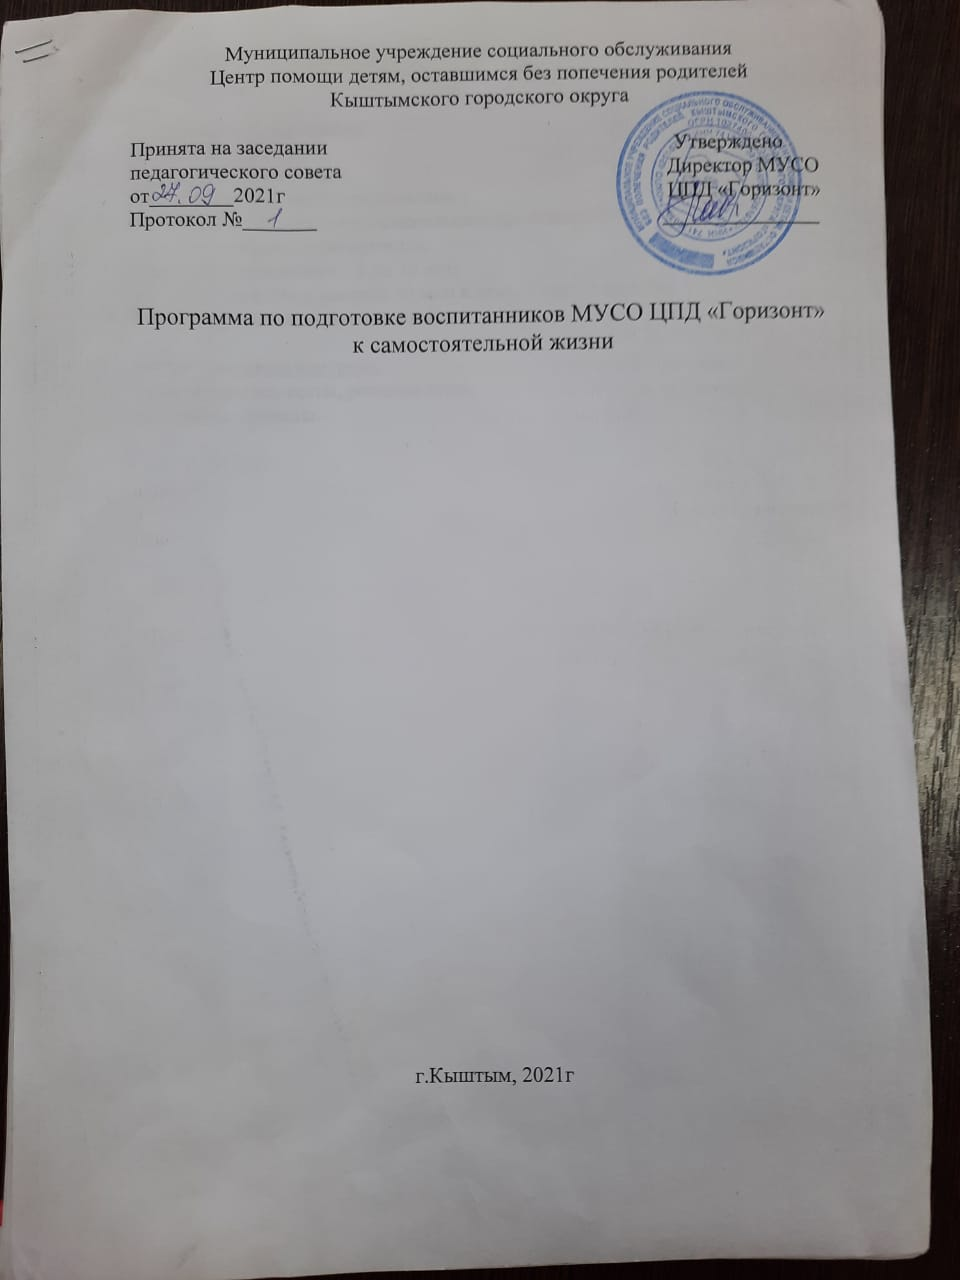 Муниципальное учреждение социального обслуживания
Центр помощи детям, оставшимся без попечения родителей
Кыштымского городского округа
Принята на заседании
педагогического совета
от 27.09 2021г
Протокол № 1
Утверждено
Директор МУСО
ЦПД «Горизонт»
Программа по подготовке воспитанников МУСО ЦПД «Горизонт»
к самостоятельной жизни
г.Кыштым, 2021г